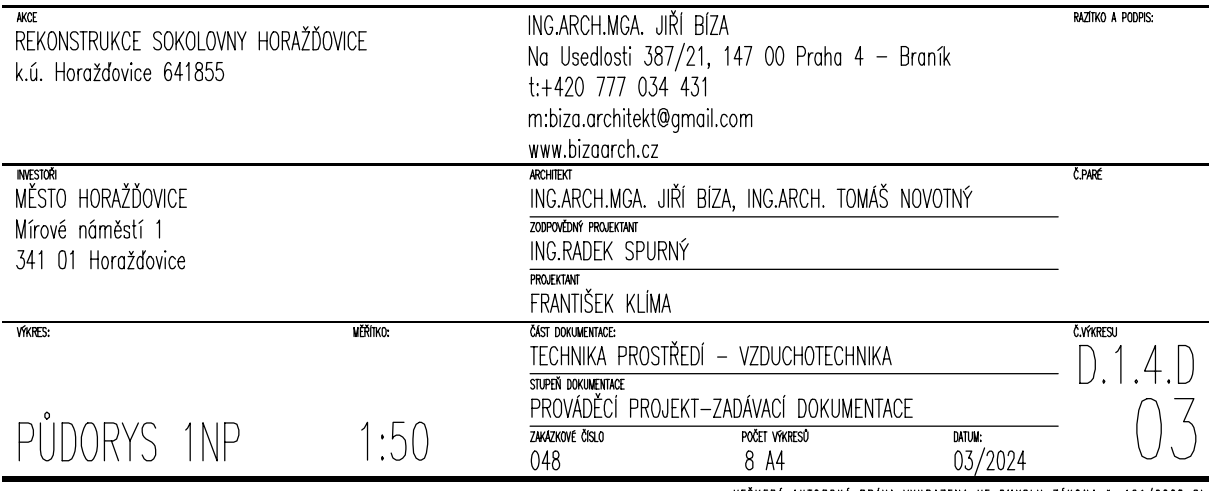 AKCE
REKONSTRUKCE SOKOLOVNY HORAŽĎOVICE
k.ú. Horažďovice 641855
ING.ARCH.MGA. JIŘÍ BÍZA
Na Usedlosti 387/21, 147 00 Praha 4 – Braník
t:+420 777 034 431
m:biza.architekt@gmail.com
www.bizaarch.cz
RAZÍTKO A PODPIS:
INVESTOŘI
MĚSTO HORAŽĎOVICE
Mírové náměstí 1
341 01 Horažďovice
ARCHITEKT
ING.ARCH.MGA. JIŘÍ BÍZA, ING.ARCH. TOMÁŠ NOVOTNÝ
ZODPOVĚDNÝ PROJEKTANT
ING.RADEK SPURNÝ
PROJEKTANT
FRANTIŠEK KLÍMA
Č.PARÉ
VÝKRES:
PŮDORYS 1NP
MĚŘÍTKO:
1:50
ČÁST DOKUMENTACE:
TECHNIKA PROSTŘEDÍ – VZDUCHOTECHNIKA
STUPEŇ DOKUMENTACE
PROVÁDĚCÍ PROJEKT–ZADÁVACÍ DOKUMENTACE
ZAKÁZKOVÉ ČÍSLO
048
POČET VÝKRESŮ
8 A4
DATUM:
03/2024
Č.VÝKRESU
D.1.4.D
03